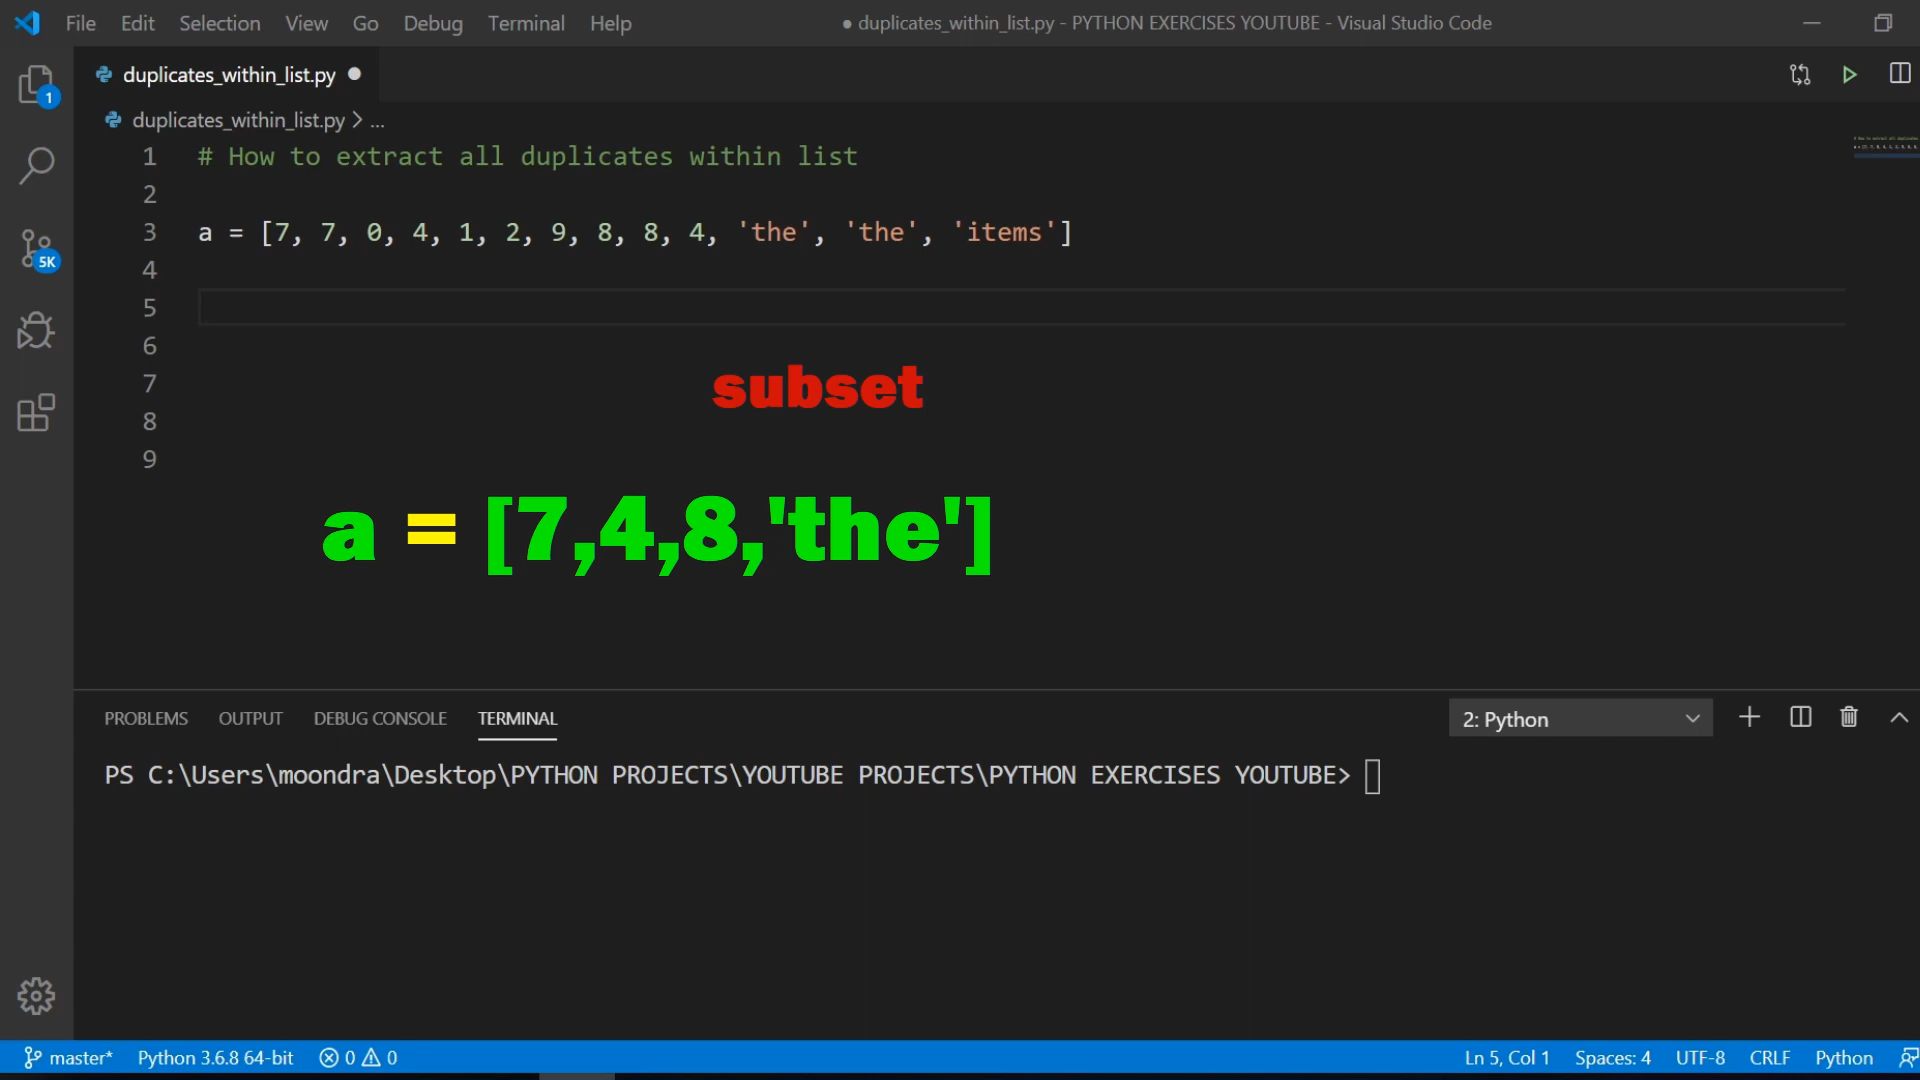 File Edit Selection View Go Debug Terminal Help ● duplicates_within_list.py - PYTHON EXERCISES YOUTUBE - Visual Studio Code
duplicates_within_list.py ●
1
duplicates_within_list.py > ...
1 # How to extract all duplicates within list
2
3 a = [7, 7, 0, 4, 1, 2, 9, 8, 8, 4, 'the', 'the', 'items']
5K
4
5
6
7
subset
8
9
a = [7,4,8,'the']
PROBLEMS OUTPUT DEBUG CONSOLE TERMINAL 2: Python
PS C:\Users\moondra\Desktop\PYTHON PROJECTS\YOUTUBE PROJECTS\PYTHON EXERCISES YOUTUBE>
master* Python 3.6.8 64-bit 0 0 Ln 5, Col 1 Spaces: 4 UTF-8 CRLF Python